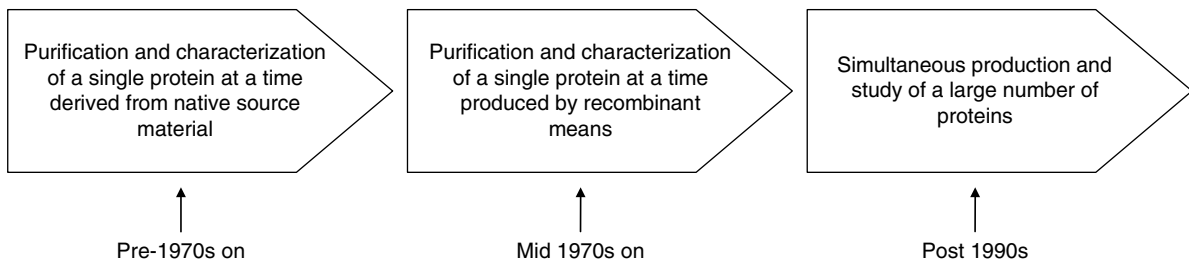 Purification and characterization
of a single protein at a time
derived from native source
material
Purification and characterization
of a single protein at a time
produced by recombinant
means
Simultaneous production and
study of a large number of
proteins
Pre-1970s on
Mid 1970s on
Post 1990s